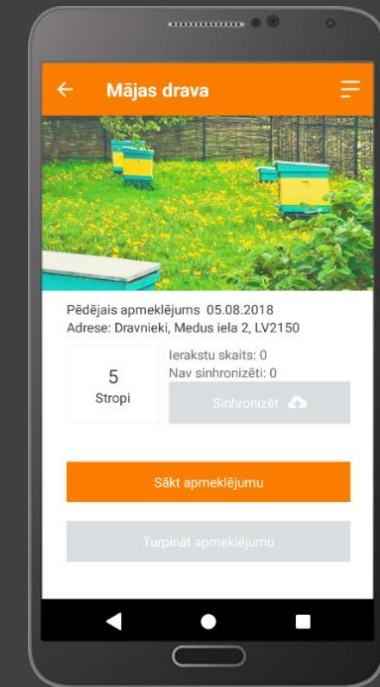 Mājas drava
Pēdējais apmeklējums 05.08.2018
Adrese: Dravnieki, Medus iela 2, LV2150
5
Stropi
Ierakstu skaits: 0
Nav sinhronizēti: 0
Sinhronizēt
Sākt apmeklējumu
Turpināt apmeklējumu